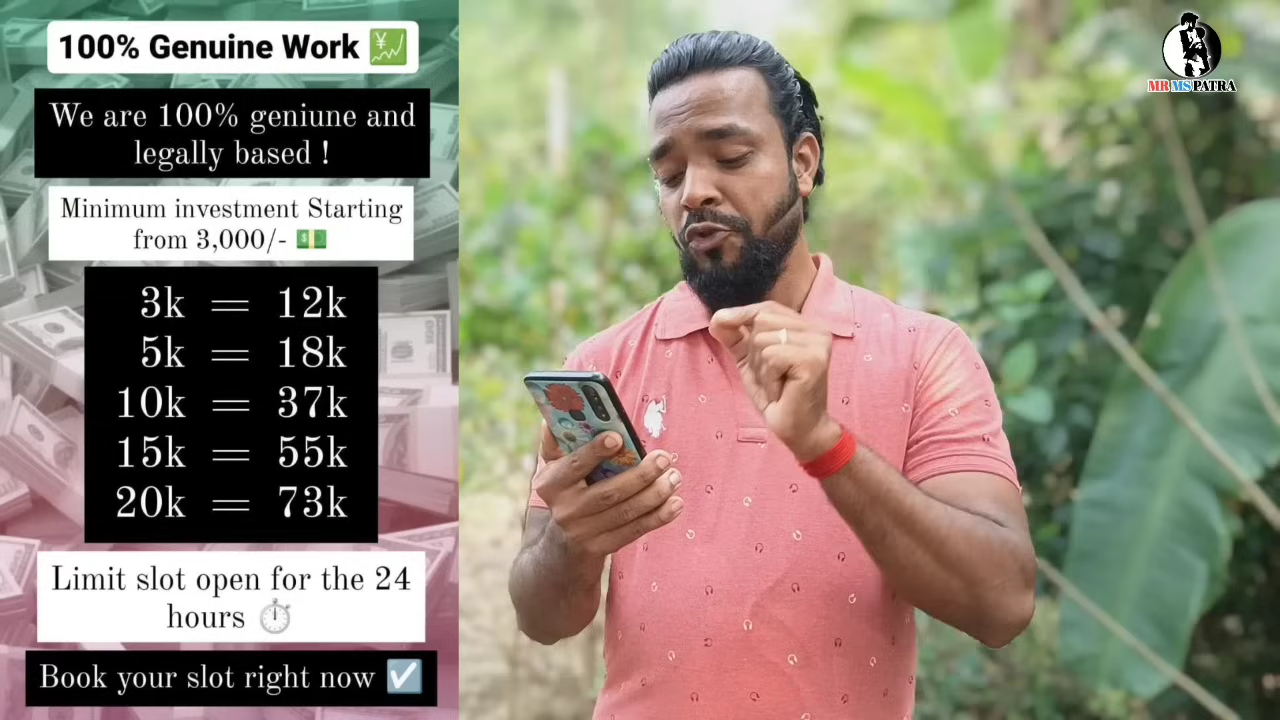 100% Genuine Work 💹
We are 100% geniune and
legally based !
Minimum investment Starting
from 3,000/- 💵
3k = 12k
5k = 18k
10k = 37k
15k = 55k
20k = 73k
Limit slot open for the 24
hours ⏱️
Book your slot right now ☑️
MR MSPATRA